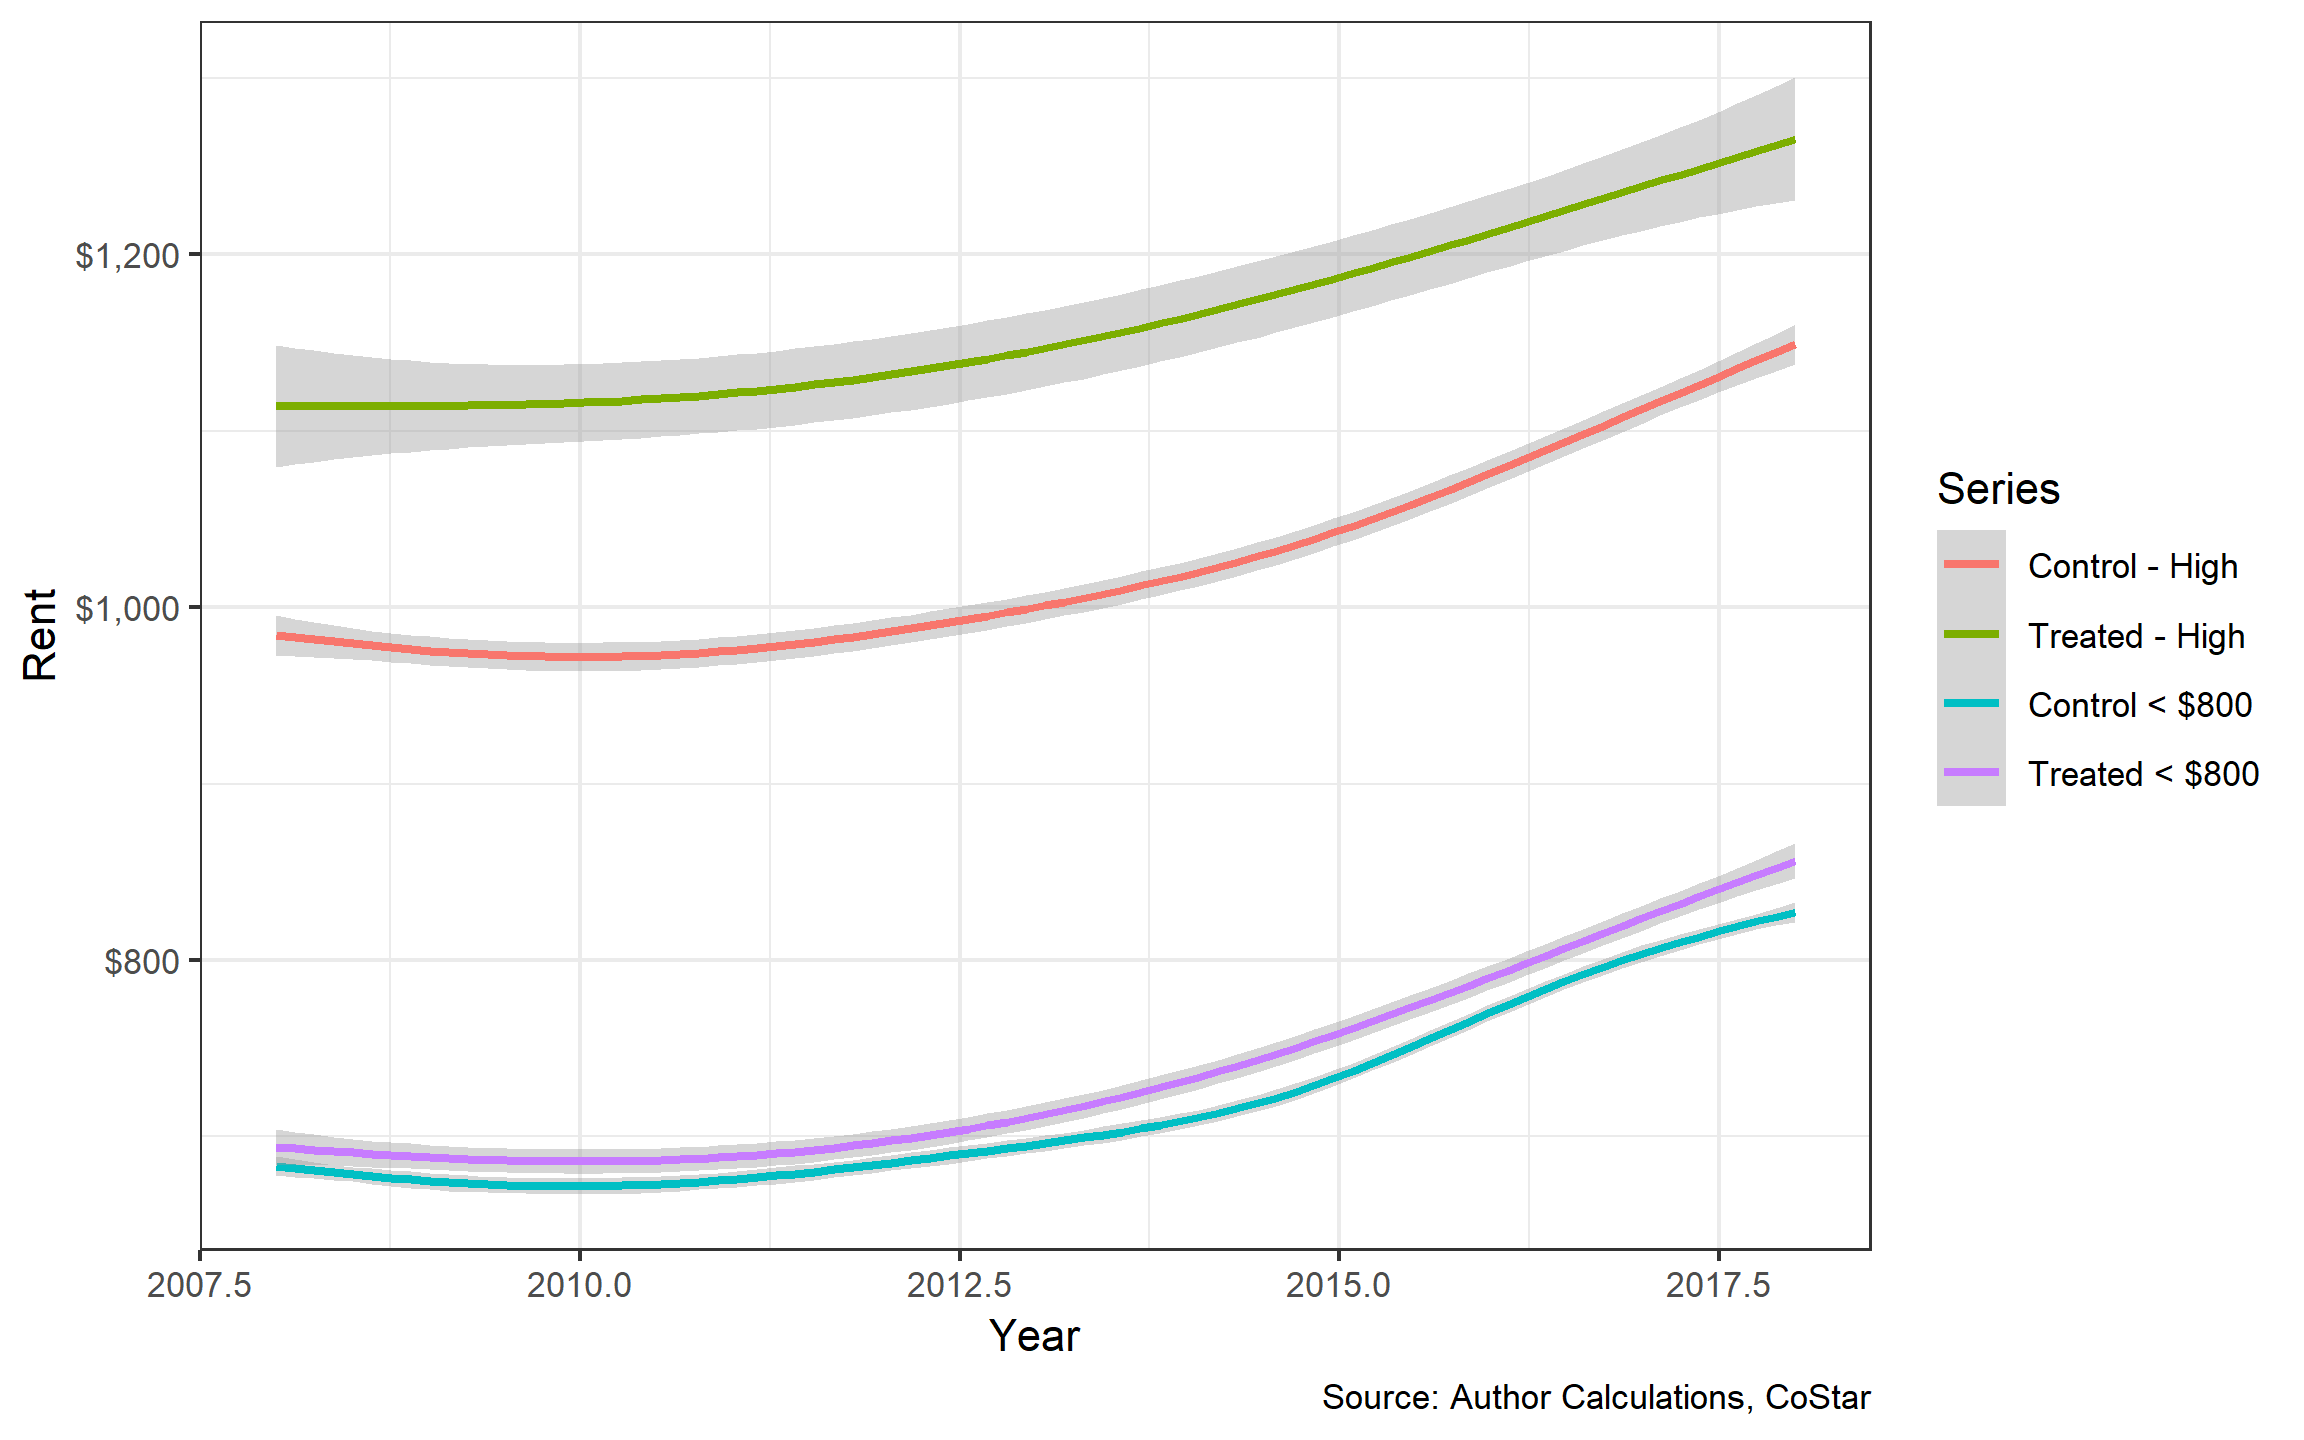 $1,200
$1,000
$800
Rent
2007.5 2010.0 2012.5 2015.0 2017.5
Year
Series
Control - High
Treated - High
Control < $800
Treated < $800
Source: Author Calculations, CoStar